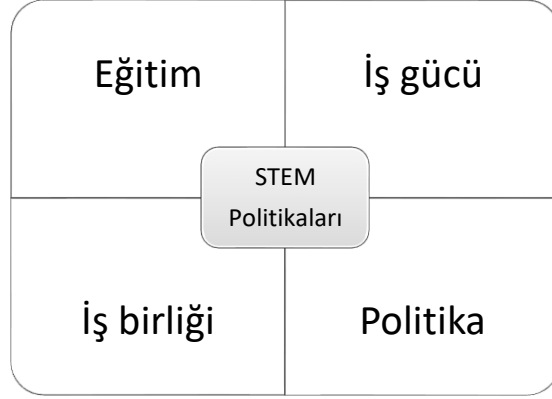 Eğitim
İş gücü
STEM
Politikaları
İş birliği
Politika